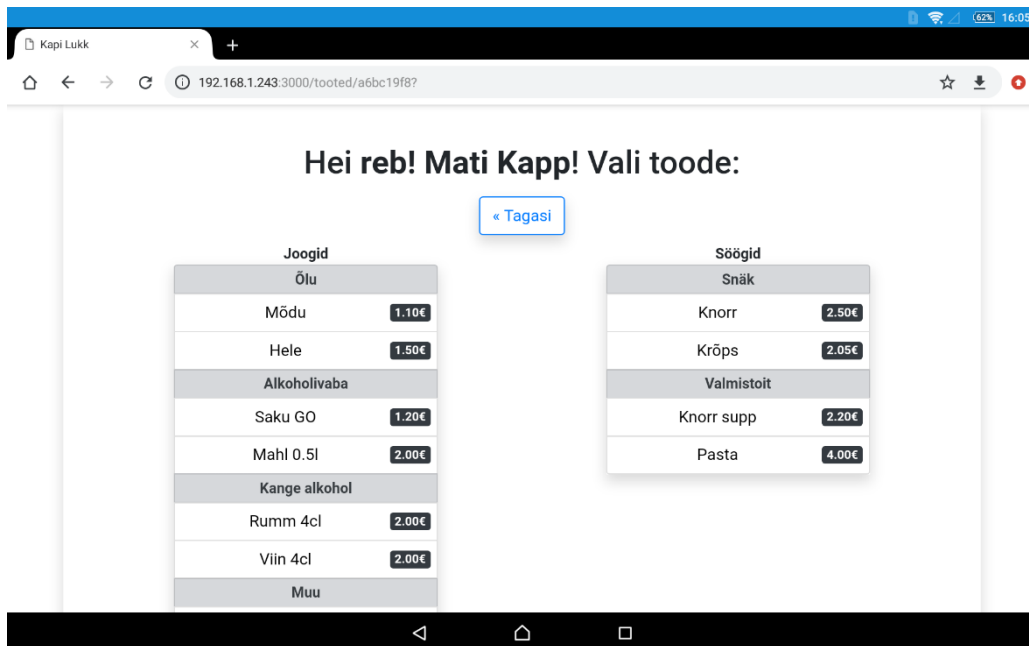 62% 16:05
Kapi Lukk
192.168.1.243:3000/tooted/a6bc19f8?
Hei reb! Mati Kapp! Vali toode:
« Tagasi
Joogid
Õlu
Mõdu 1.10€
Hele 1.50€
Alkoholivaba
Saku GO 1.20€
Mahl 0.5l 2.00€
Kange alkohol
Rumm 4cl 2.00€
Viin 4cl 2.00€
Muu
Söögid
Snäk
Knorr 2.50€
Krõps 2.05€
Valmistoit
Knorr supp 2.20€
Pasta 4.00€